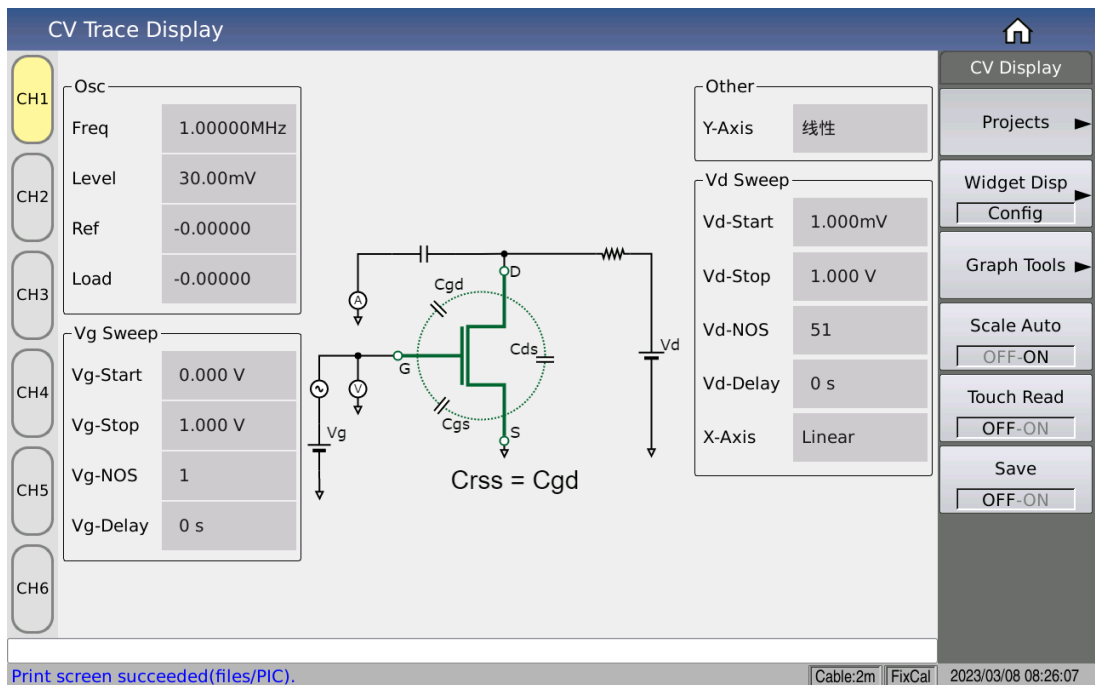 CV Trace Display
CH1
CH2
CH3
CH4
CH5
CH6
Osc
Freq 1.00000MHz
Level 30.00mV
Ref -0.00000
Load -0.00000
Vg Sweep
Vg-Start 0.000 V
Vg-Stop 1.000 V
Vg-NOS 1
Vg-Delay 0 s
A
D
Cgd
Cds
G
V
Vg
Cgs
S
Vd
Crss = Cgd
Other
Y-Axis 线性
Vd Sweep
Vd-Start 1.000mV
Vd-Stop 1.000 V
Vd-NOS 51
Vd-Delay 0 s
X-Axis Linear
CV Display
Projects
Widget Disp
Config
Graph Tools
Scale Auto
OFF-ON
Touch Read
OFF-ON
Save
OFF-ON
Print screen succeeded(files/PIC).
Cable:2m FixCal 2023/03/08 08:26:07